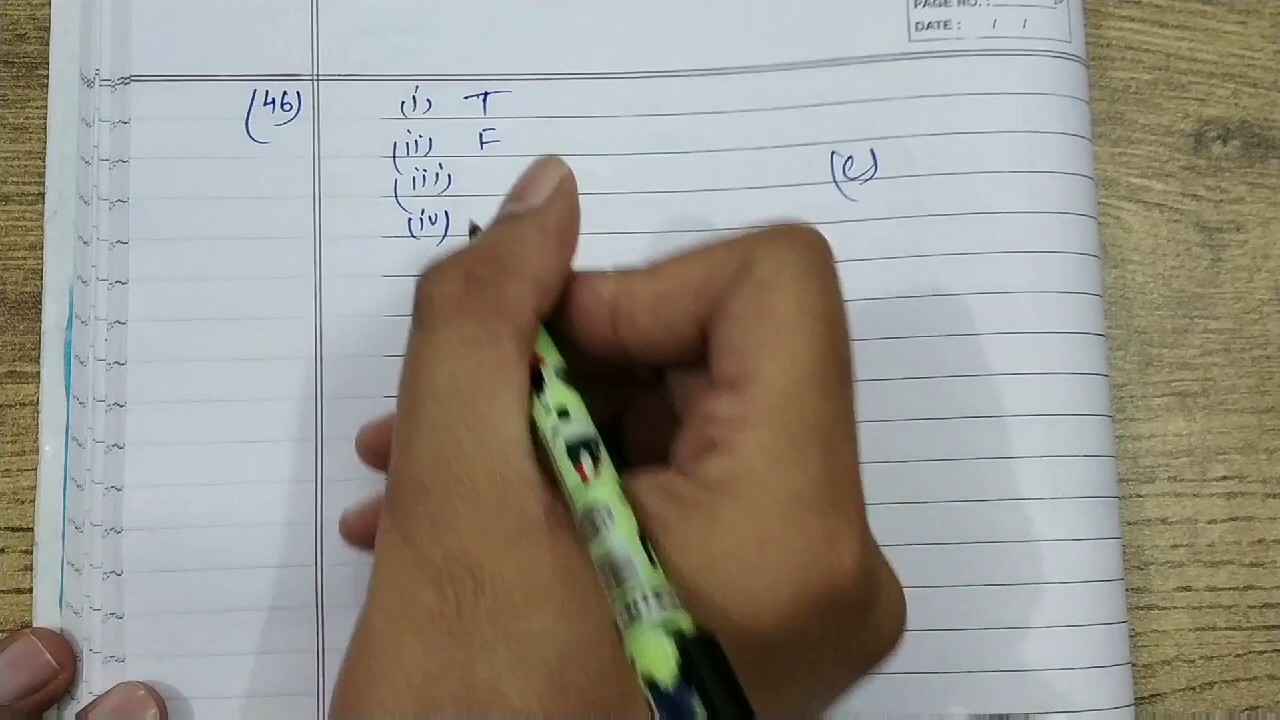 PAGE NO. :
DATE : / /
(46) (i) T
(ii) F
(iii)
(iv)
(c)